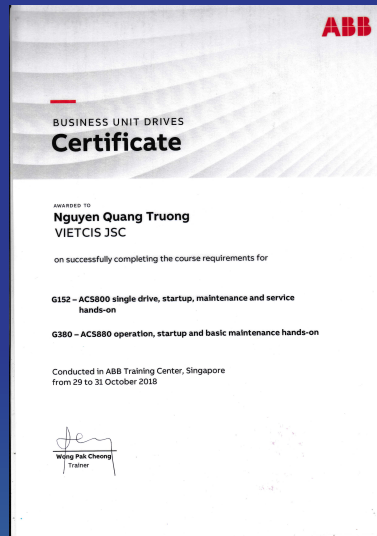 ABB
BUSINESS UNIT DRIVES
Certificate
AWARDED TO
Nguyen Quang Truong
VIETCIS JSC
on successfully completing the course requirements for
G152 – ACS800 single drive, startup, maintenance and service
hands-on
G380 – ACS880 operation, startup and basic maintenance hands-on
Conducted in ABB Training Center, Singapore
from 29 to 31 October 2018
Wong Pak Cheong
Trainer